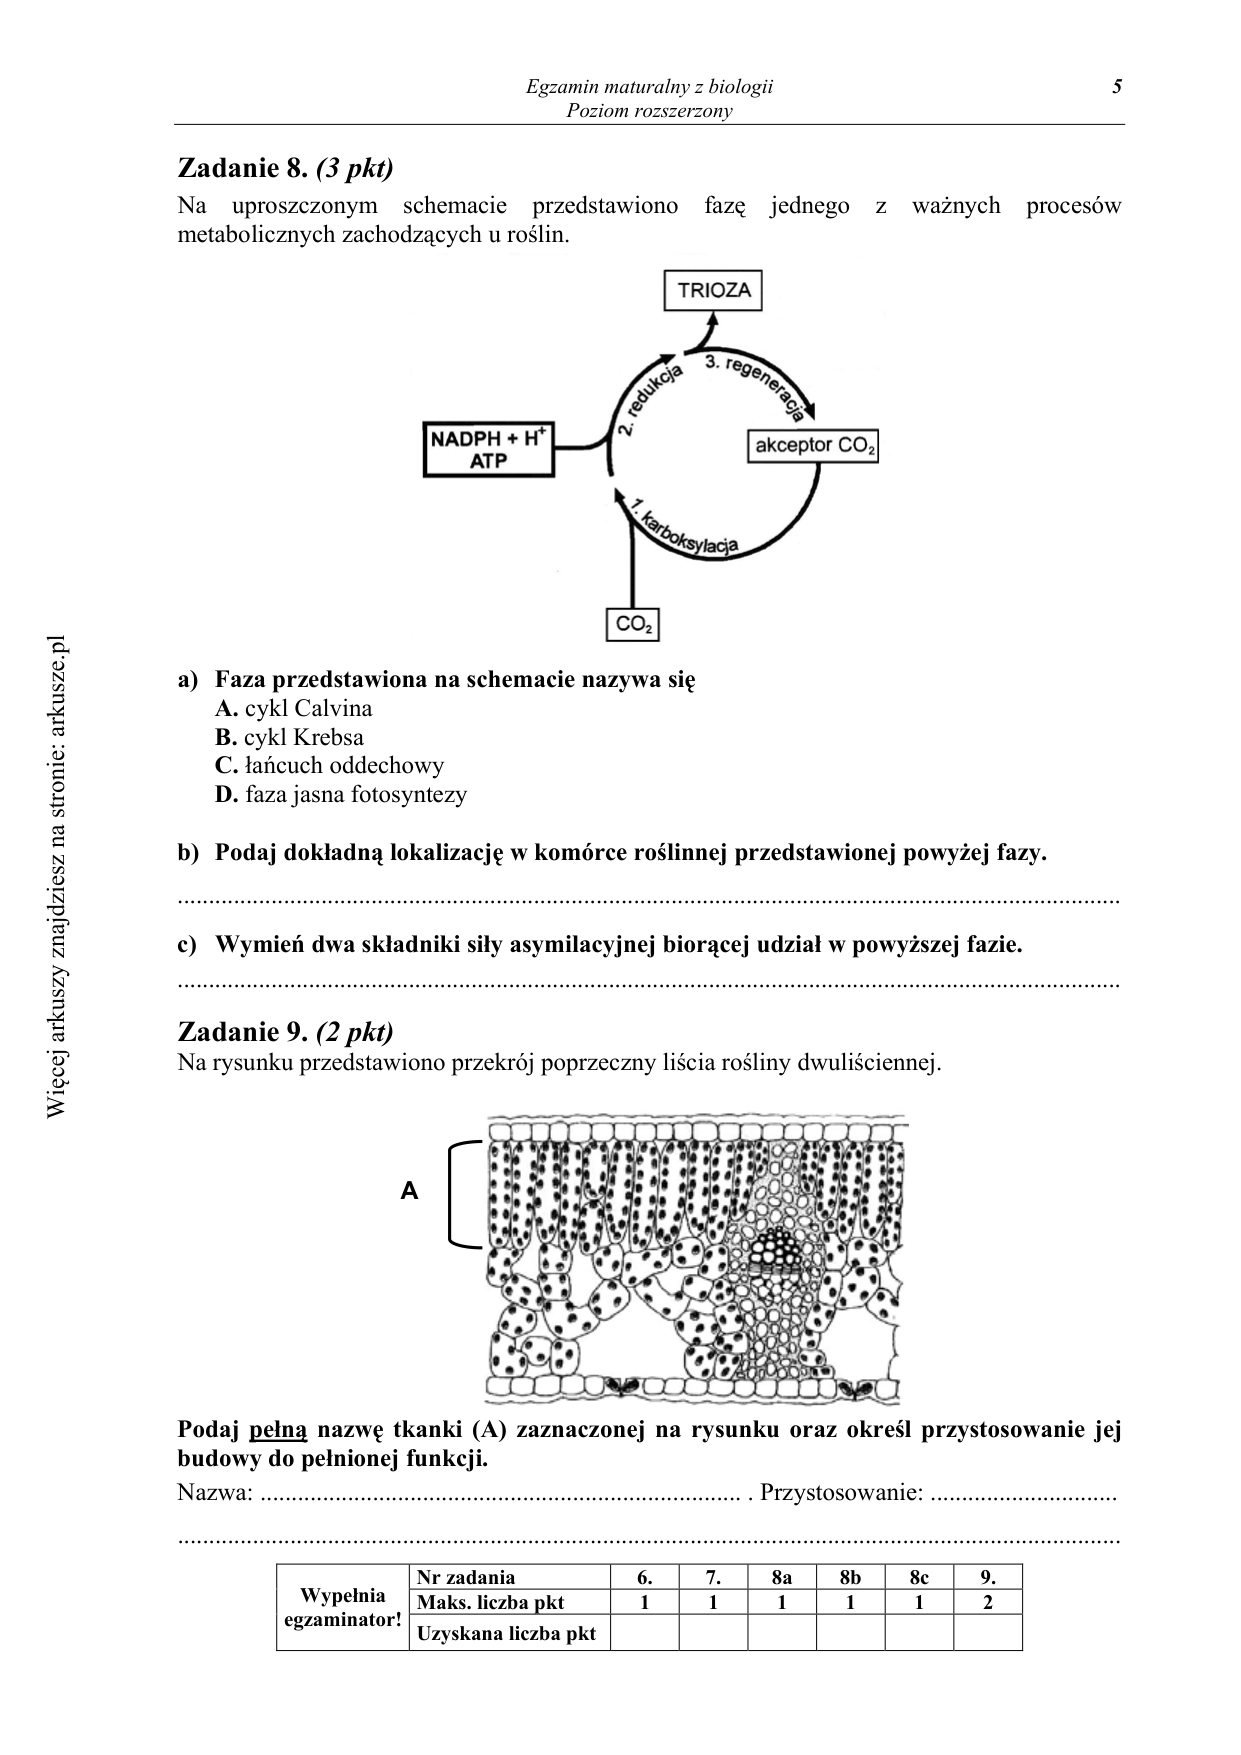 Egzamin maturalny z biologii
Poziom rozszerzony
5
Zadanie 8. (3 pkt)
Na uproszczonym schemacie przedstawiono fazę jednego z ważnych procesów
metabolicznych zachodzących u roślin.
TRIOZA
3. regeneracja
2. redukcja
NADPH + H⁺
ATP
akceptor CO₂
1. karboksylacja
CO₂
a) Faza przedstawiona na schemacie nazywa się
A. cykl Calvina
B. cykl Krebsa
C. łańcuch oddechowy
D. faza jasna fotosyntezy
b) Podaj dokładną lokalizację w komórce roślinnej przedstawionej powyżej fazy.
c) Wymień dwa składniki siły asymilacyjnej biorącej udział w powyższej fazie.
Zadanie 9. (2 pkt)
Na rysunku przedstawiono przekrój poprzeczny liścia rośliny dwuliściennej.
A
Podaj pełną nazwę tkanki (A) zaznaczonej na rysunku oraz określ przystosowanie jej
budowy do pełnionej funkcji.
Nazwa: ............................................................................ . Przystosowanie: ..............................
Wypełnia
egzaminator!
Nr zadania 6. 7. 8a 8b 8c 9.
Maks. liczba pkt 1 1 1 1 1 2
Uzyskana liczba pkt
Więcej arkuszy znajdziesz na stronie: arkusze.pl